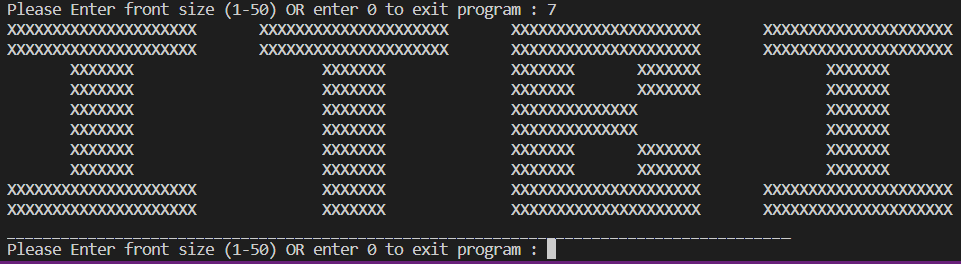 Please Enter front size (1-50) OR enter 0 to exit program : 7
XXXXXXXXXXXXXXXXXXXXX       XXXXXXXXXXXXXXXXXXXXX       XXXXXXXXXXXXXXXXXXXXX       XXXXXXXXXXXXXXXXXXXXX
XXXXXXXXXXXXXXXXXXXXX       XXXXXXXXXXXXXXXXXXXXX       XXXXXXXXXXXXXXXXXXXXX       XXXXXXXXXXXXXXXXXXXXX
       XXXXXXX                     XXXXXXX              XXXXXXX       XXXXXXX              XXXXXXX
       XXXXXXX                     XXXXXXX              XXXXXXX       XXXXXXX              XXXXXXX
       XXXXXXX                     XXXXXXX              XXXXXXXXXXXXXX                     XXXXXXX
       XXXXXXX                     XXXXXXX              XXXXXXXXXXXXXX                     XXXXXXX
       XXXXXXX                     XXXXXXX              XXXXXXX       XXXXXXX              XXXXXXX
       XXXXXXX                     XXXXXXX              XXXXXXX       XXXXXXX              XXXXXXX
XXXXXXXXXXXXXXXXXXXXX              XXXXXXX              XXXXXXXXXXXXXXXXXXXXX       XXXXXXXXXXXXXXXXXXXXX
XXXXXXXXXXXXXXXXXXXXX              XXXXXXX              XXXXXXXXXXXXXXXXXXXXX       XXXXXXXXXXXXXXXXXXXXX
_______________________________________________________________________________________
Please Enter front size (1-50) OR enter 0 to exit program :